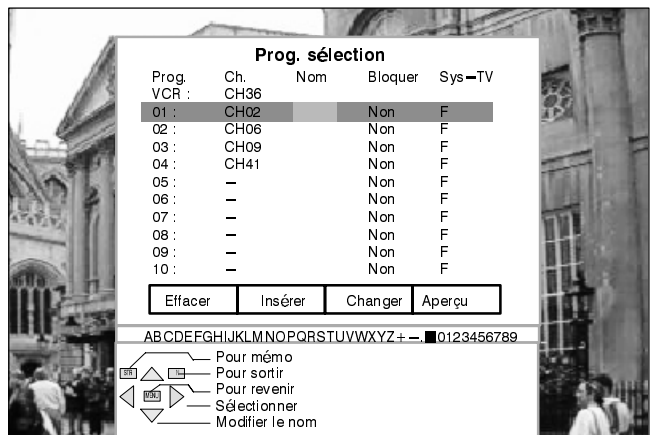 Prog. sélection
Prog. Ch. Nom Bloquer Sys–TV
VCR : CH36
01 : CH02 Non F
02 : CH06 Non F
03 : CH09 Non F
04 : CH41 Non F
05 : – Non F
06 : – Non F
07 : – Non F
08 : – Non F
09 : – Non F
10 : – Non F
Effacer Insérer Changer Aperçu
ABCDEFGHIJKLMNOPQRSTUVWXYZ+–.■0123456789
Pour mémo
STR
Pour sortir
Pour revenir
MENU
Sélectionner
Modifier le nom